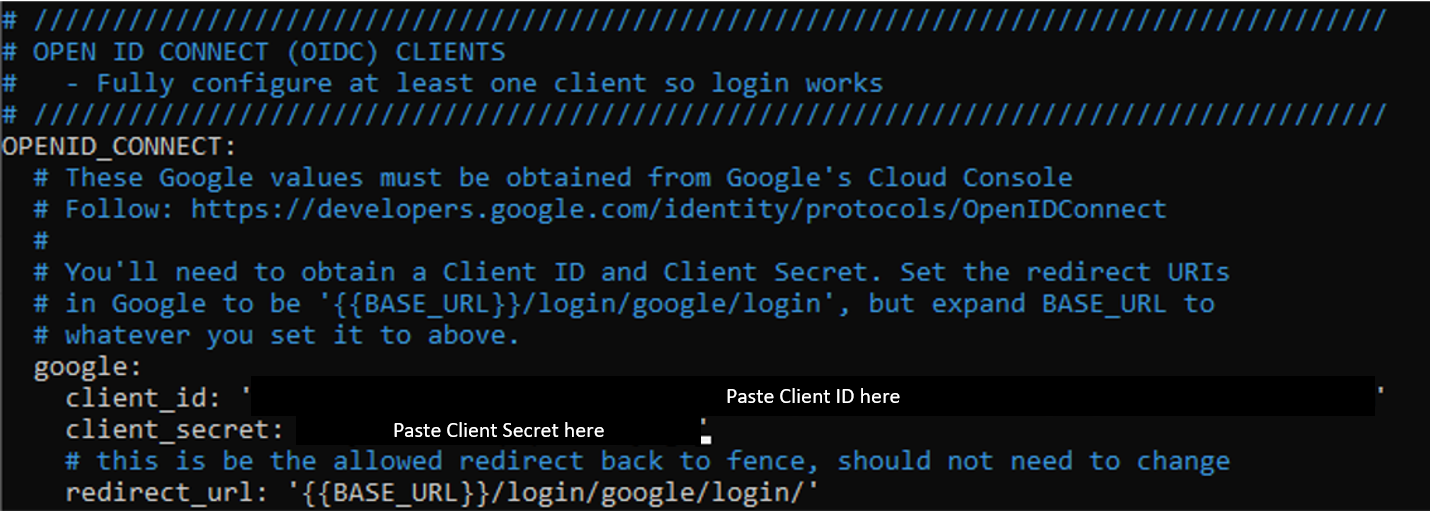 # //////////////////////////////////////////////////////////////////////////////////////
# OPEN ID CONNECT (OIDC) CLIENTS
#   - Fully configure at least one client so login works
# //////////////////////////////////////////////////////////////////////////////////////
OPENID_CONNECT:
  # These Google values must be obtained from Google's Cloud Console
  # Follow: https://developers.google.com/identity/protocols/OpenIDConnect
  #
  # You'll need to obtain a Client ID and Client Secret. Set the redirect URIs
  # in Google to be '{{BASE_URL}}/login/google/login', but expand BASE_URL to
  # whatever you set it to above.
  google:
    client_id: 'Paste Client ID here'
    client_secret: Paste Client Secret here'
    # this is be the allowed redirect back to fence, should not need to change
    redirect_url: '{{BASE_URL}}/login/google/login/'